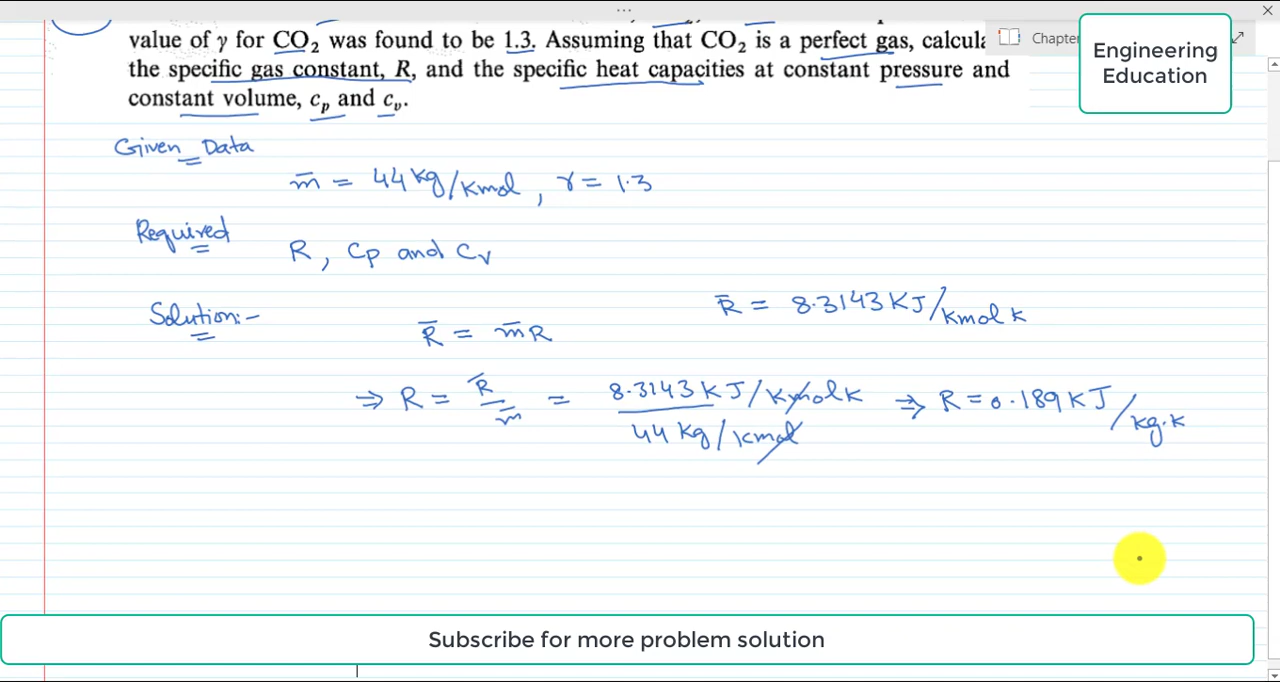 value of γ for CO₂ was found to be 1.3. Assuming that CO₂ is a perfect gas, calcula
the specific gas constant, R, and the specific heat capacities at constant pressure and
constant volume, cp and cv.
Chapter
Engineering
Education
Given Data
m̄ = 44 kg/kmol, γ = 1.3
Required
R, Cp and Cv
Solution:-
R̄ = 8.3143 KJ/kmol k
R̄ = m̄R
⇒ R = R̄/m̄ = 8.3143 KJ/kmolk / 44 kg/kmol ⇒ R = 0.189 KJ/kg.k
Subscribe for more problem solution